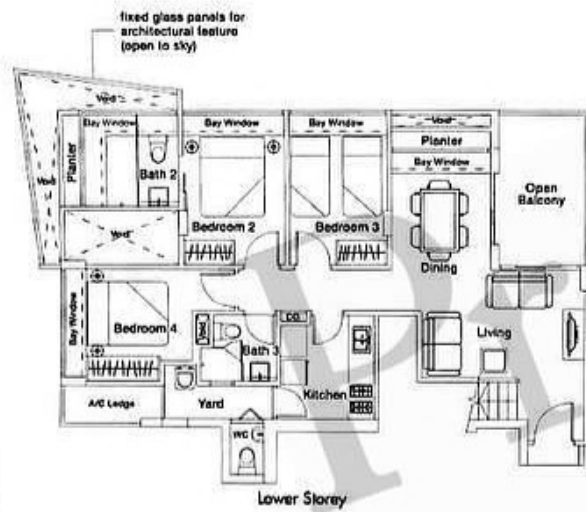 fixed glass panels for
architectural feature
(open to sky)
Void
Bay Window
Bay Window
Bay Window
Void
Planter
Planter
Bay Window
Void
Bath 2
Open
Balcony
Void
Bedroom 2
Bedroom 3
Dining
Bay Window
Bedroom 4
Living
Bath 3
Kitchen
A/C Ledge
Yard
WC
Lower Storey
Pr